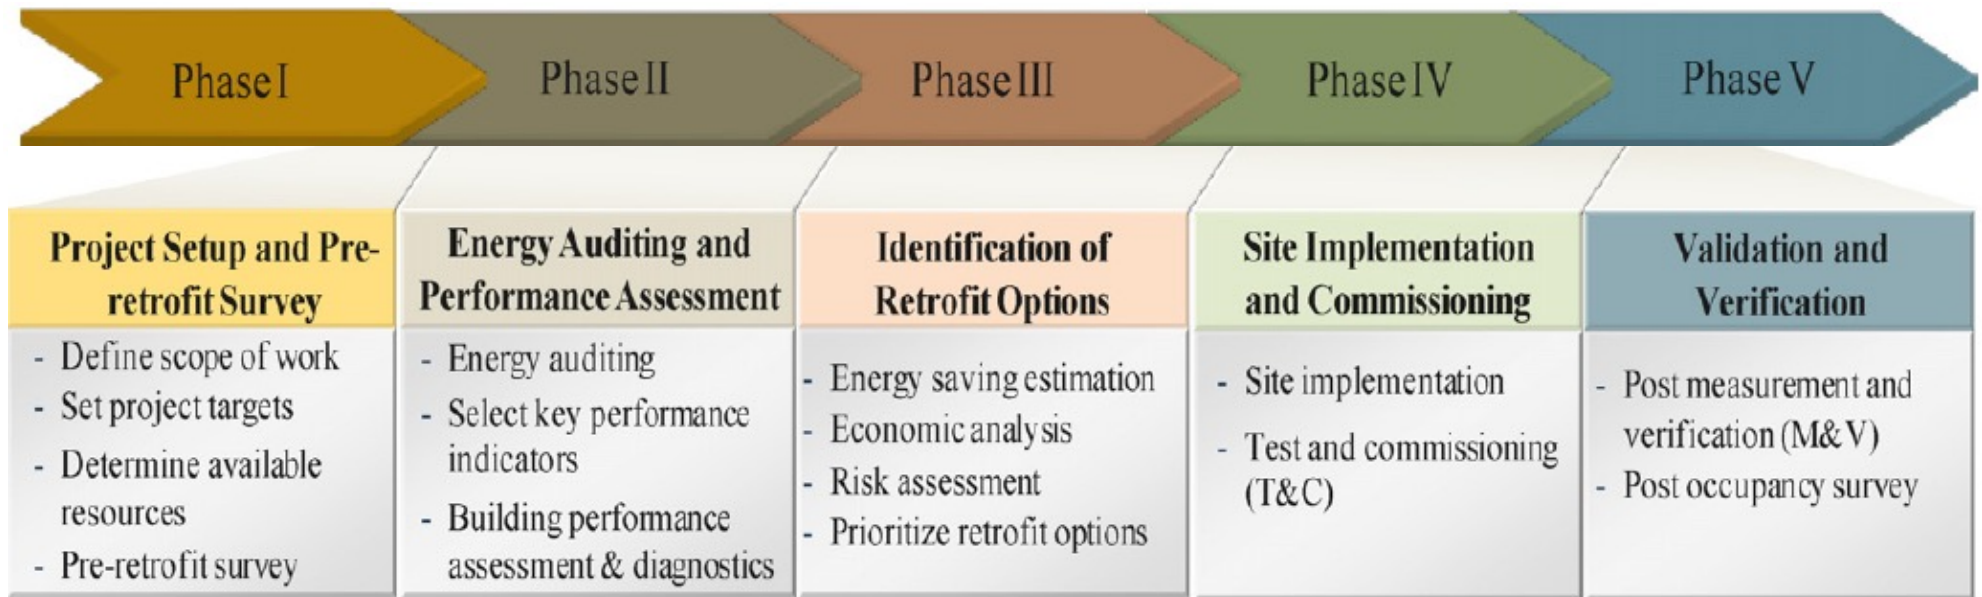 Phase I
Phase II
Phase III
Phase IV
Phase V
Project Setup and Pre-
retrofit Survey
- Define scope of work
- Set project targets
- Determine available
resources
- Pre-retrofit survey
Energy Auditing and
Performance Assessment
- Energy auditing
- Select key performance
indicators
- Building performance
assessment & diagnostics
Identification of
Retrofit Options
- Energy saving estimation
- Economic analysis
- Risk assessment
- Prioritize retrofit options
Site Implementation
and Commissioning
- Site implementation
- Test and commissioning
(T&C)
Validation and
Verification
- Post measurement and
verification (M&V)
- Post occupancy survey